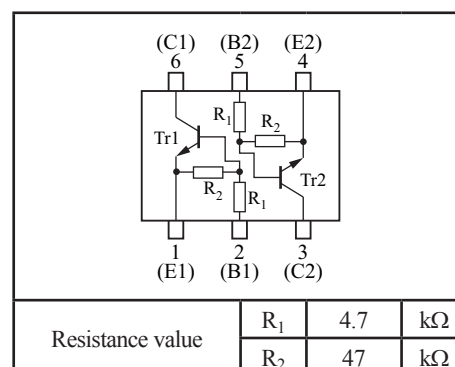 (C1) (B2) (E2)
6 5 4
R1 R2
Tr1
Tr2
R2 R1
1 2 3
(E1) (B1) (C2)
Resistance value R1 4.7 kΩ
R2 47 kΩ